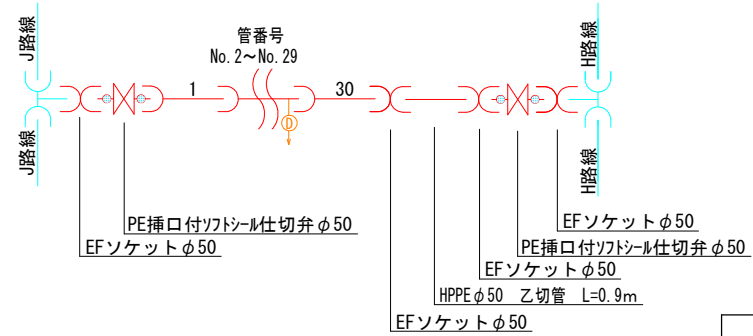 管番号
No.2～No.29
J路線
J路線
H路線
H路線
1
30
D
PE挿口付ソフトシール仕切弁φ50
EFソケットφ50
EFソケットφ50
PE挿口付ソフトシール仕切弁φ50
EFソケットφ50
HPPEφ50 乙切管 L=0.9m
EFソケットφ50